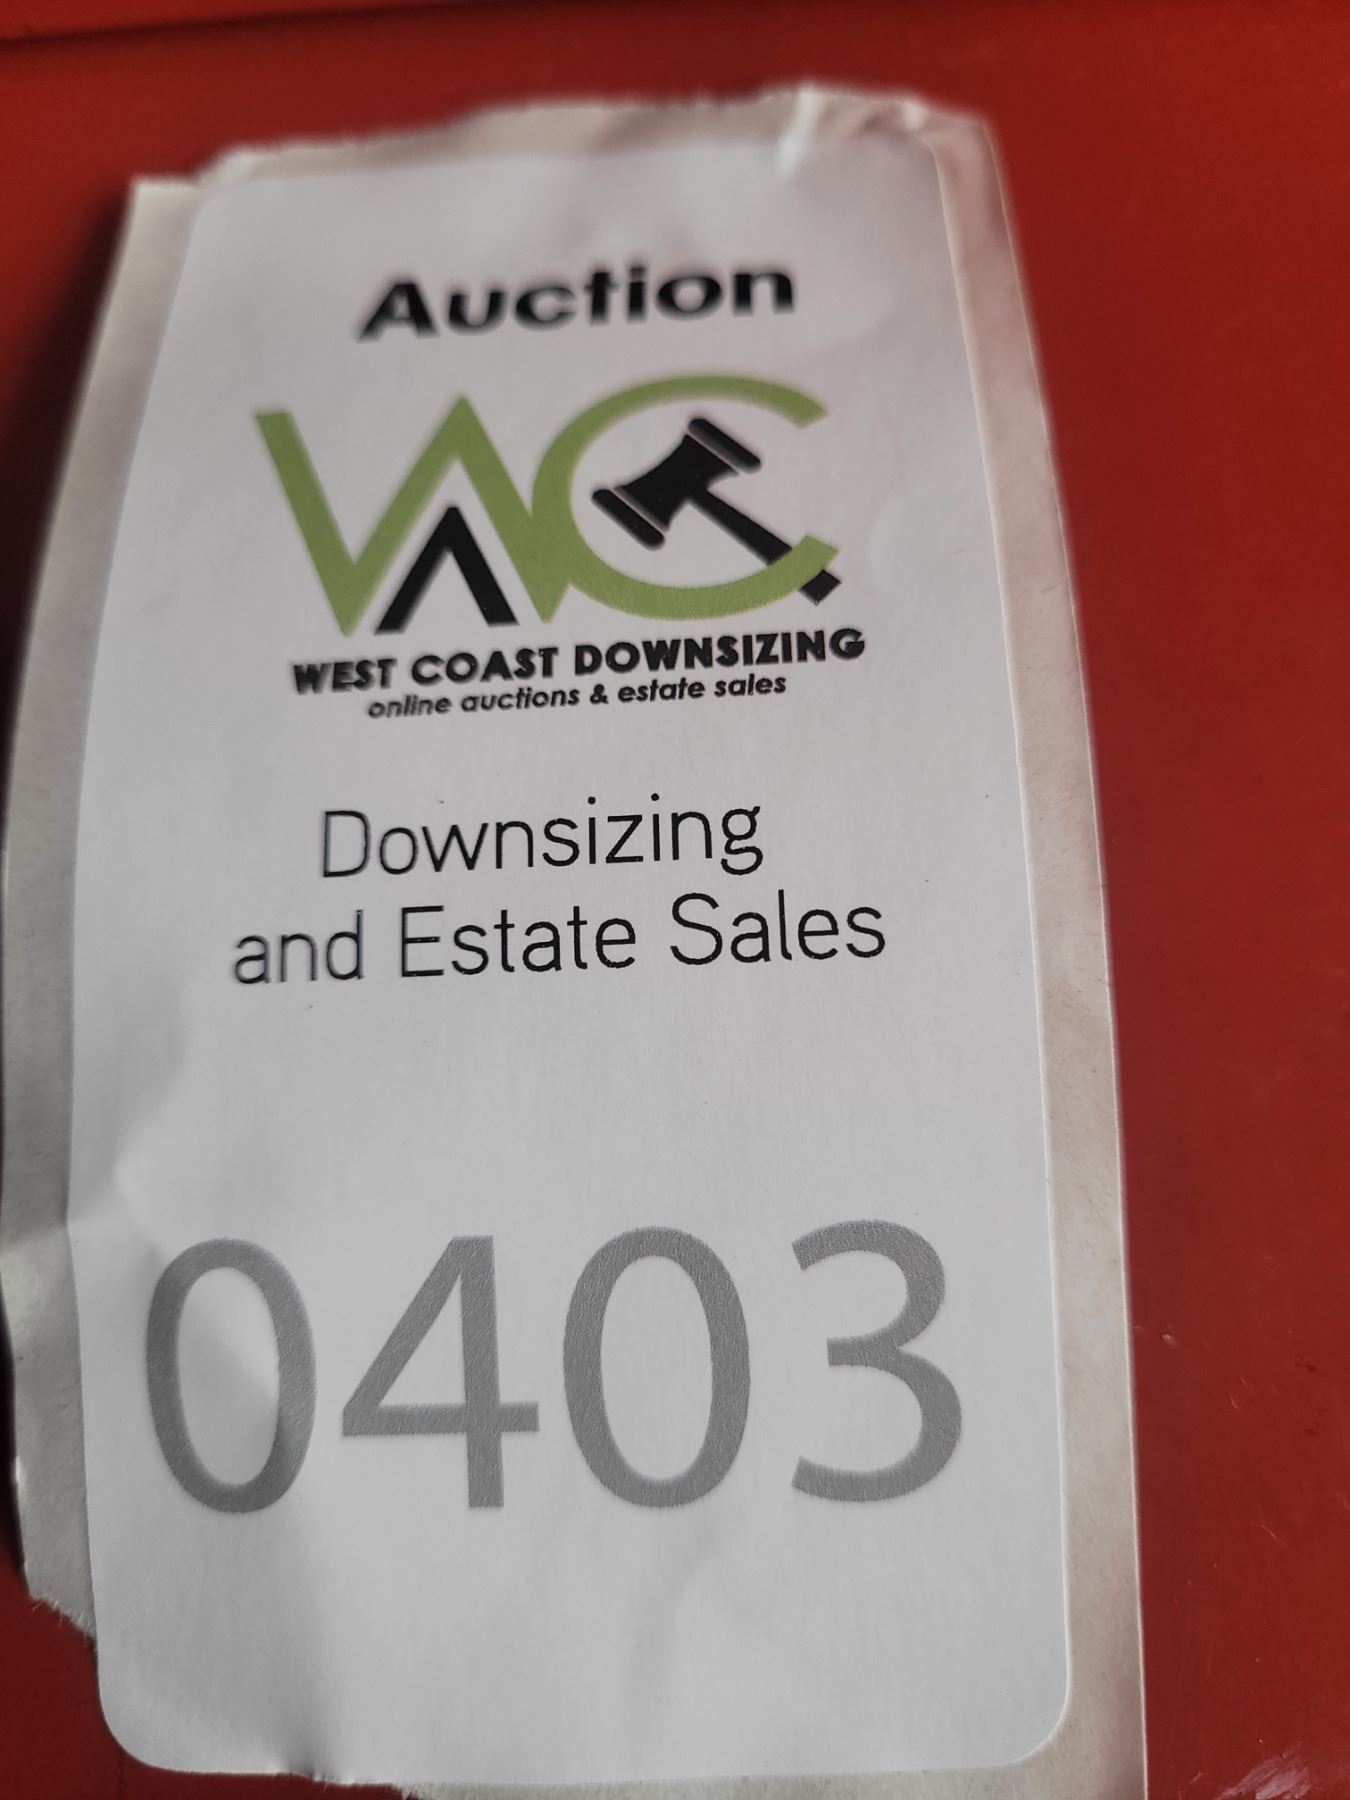 Auction
WC
WEST COAST DOWNSIZING
online auctions & estate sales
Downsizing
and Estate Sales
0403